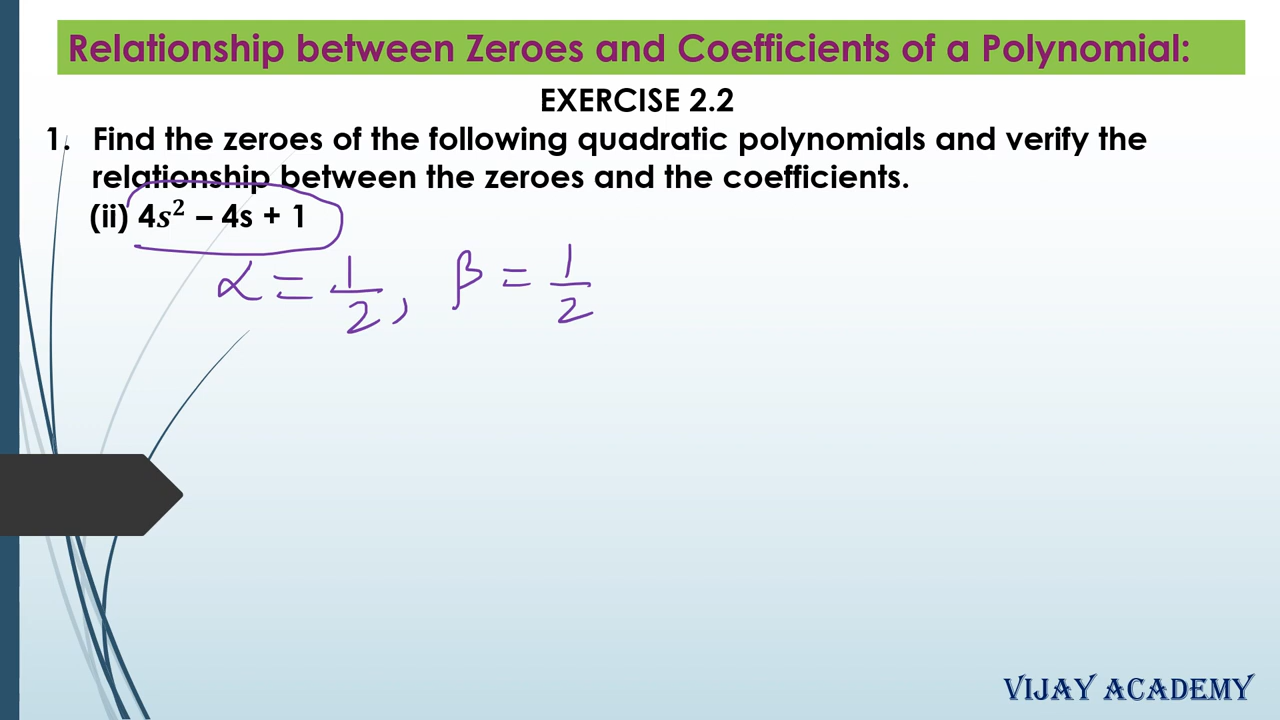 Relationship between Zeroes and Coefficients of a Polynomial:
EXERCISE 2.2
1. Find the zeroes of the following quadratic polynomials and verify the
relationship between the zeroes and the coefficients.
(ii) 4s² – 4s + 1
α = 1/2, β = 1/2
VIJAY ACADEMY